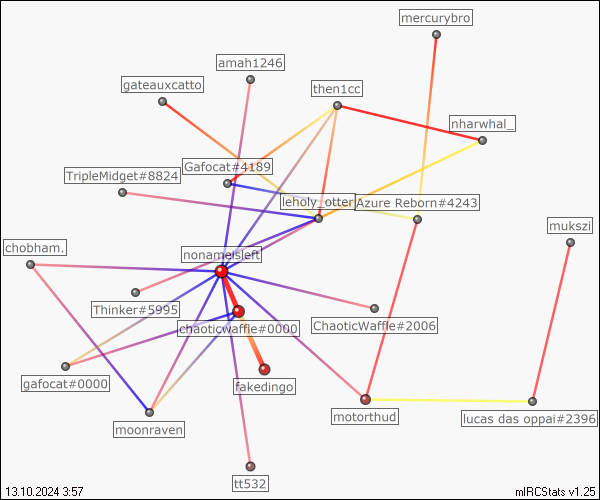 mercurybro
amah1246
gateauxcatto
then1cc
nharwhal_
Gafocat#4189
TripleMidget#8824
leholy_otter
Azure Reborn#4243
mukszi
chobham.
nonameisleft
Thinker#5995
chaoticwaffle#0000
ChaoticWaffle#2006
gafocat#0000
fakedingo
motorthud
lucas das oppai#2396
moonraven
tt532
13.10.2024 3:57
mIRCStats v1.25